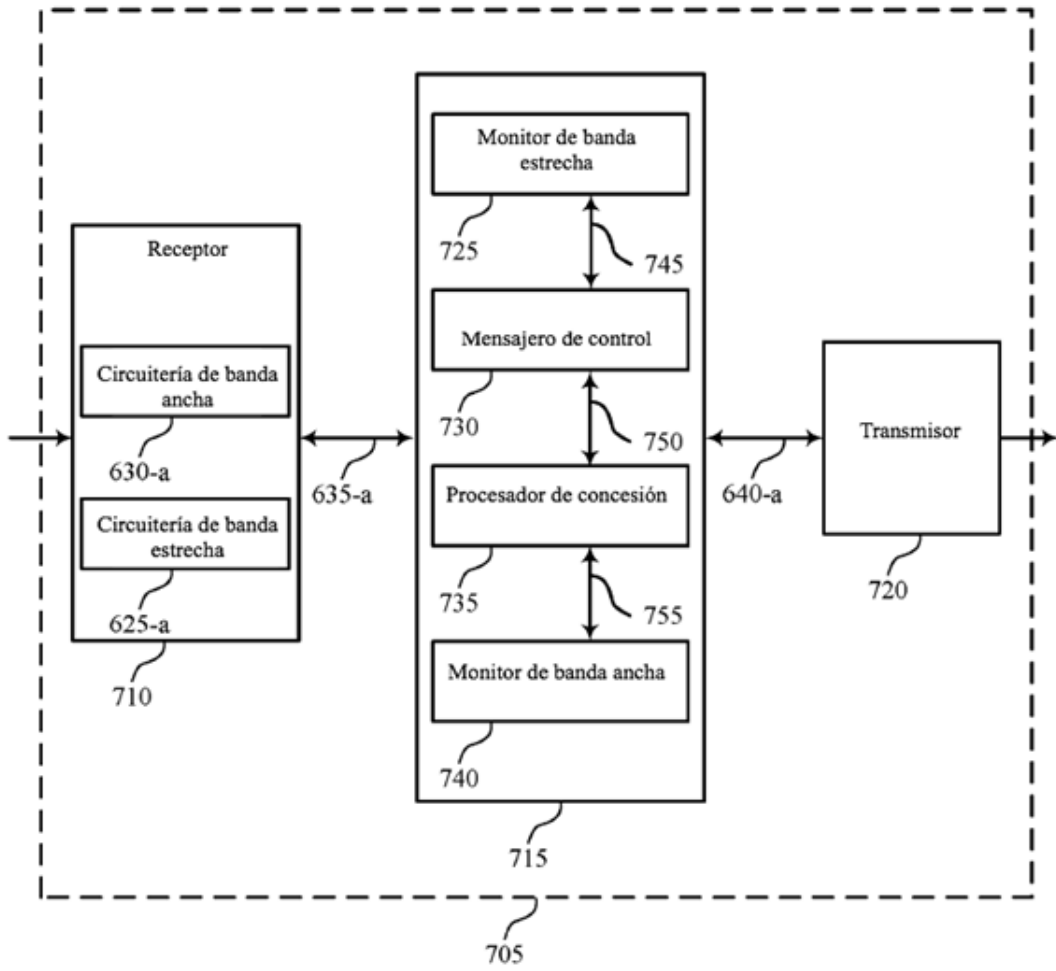 Receptor
Circuitería de banda
ancha
630-a
Circuitería de banda
estrecha
625-a
710
635-a
Monitor de banda
estrecha
725
745
Mensajero de control
730
750
Procesador de concesión
735
755
Monitor de banda ancha
740
715
640-a
Transmisor
720
705